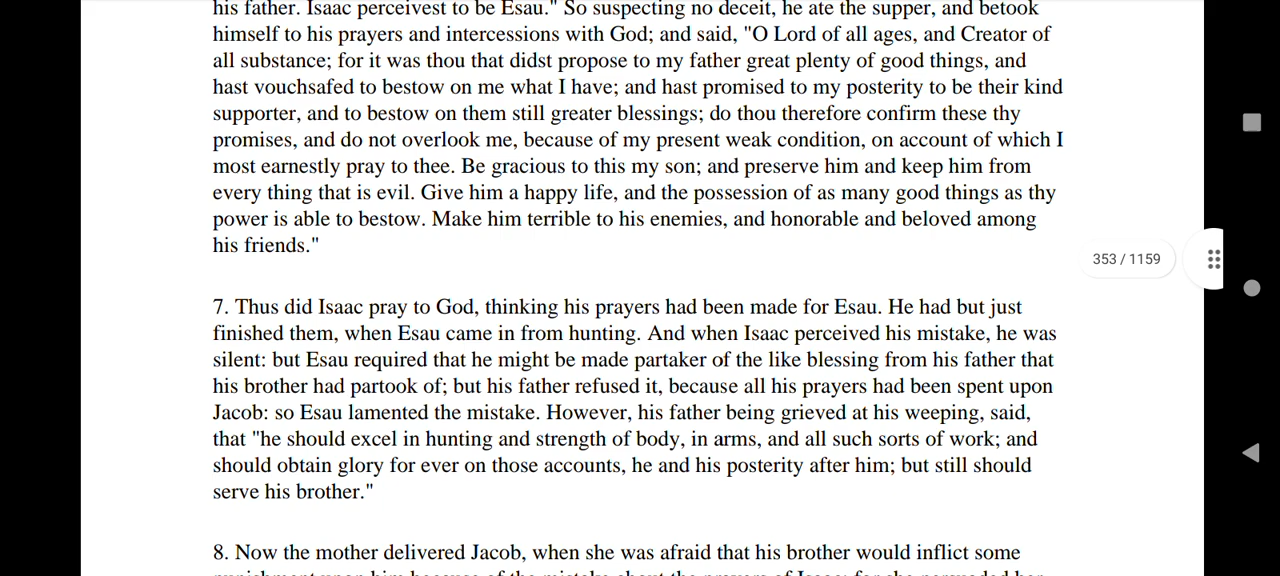 his father. Isaac perceivest to be Esau." So suspecting no deceit, he ate the supper, and betook
himself to his prayers and intercessions with God; and said, "O Lord of all ages, and Creator of
all substance; for it was thou that didst propose to my father great plenty of good things, and
hast vouchsafed to bestow on me what I have; and hast promised to my posterity to be their kind
supporter, and to bestow on them still greater blessings; do thou therefore confirm these thy
promises, and do not overlook me, because of my present weak condition, on account of which I
most earnestly pray to thee. Be gracious to this my son; and preserve him and keep him from
every thing that is evil. Give him a happy life, and the possession of as many good things as thy
power is able to bestow. Make him terrible to his enemies, and honorable and beloved among
his friends."
353 / 1159
7. Thus did Isaac pray to God, thinking his prayers had been made for Esau. He had but just
finished them, when Esau came in from hunting. And when Isaac perceived his mistake, he was
silent: but Esau required that he might be made partaker of the like blessing from his father that
his brother had partook of; but his father refused it, because all his prayers had been spent upon
Jacob: so Esau lamented the mistake. However, his father being grieved at his weeping, said,
that "he should excel in hunting and strength of body, in arms, and all such sorts of work; and
should obtain glory for ever on those accounts, he and his posterity after him; but still should
serve his brother."
8. Now the mother delivered Jacob, when she was afraid that his brother would inflict some